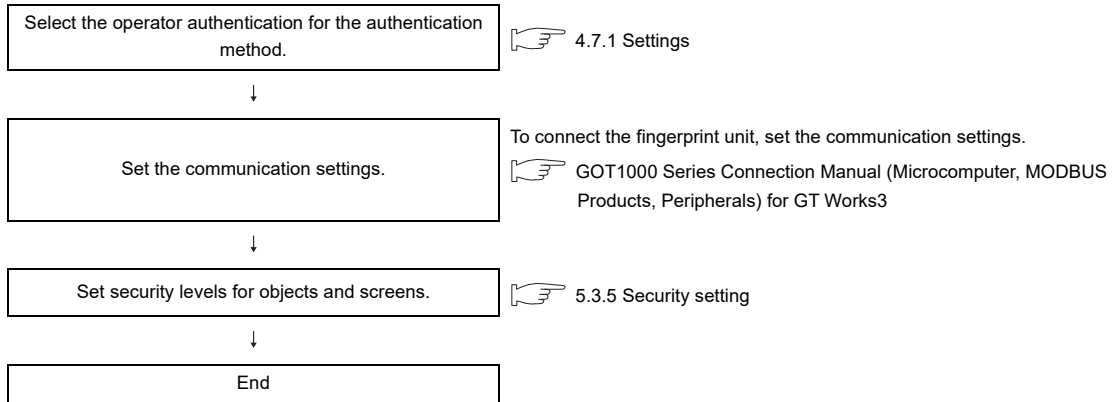 Select the operator authentication for the authentication
method.
4.7.1 Settings
↓
To connect the fingerprint unit, set the communication settings.
Set the communication settings.
GOT1000 Series Connection Manual (Microcomputer, MODBUS
Products, Peripherals) for GT Works3
↓
Set security levels for objects and screens.
5.3.5 Security setting
↓
End